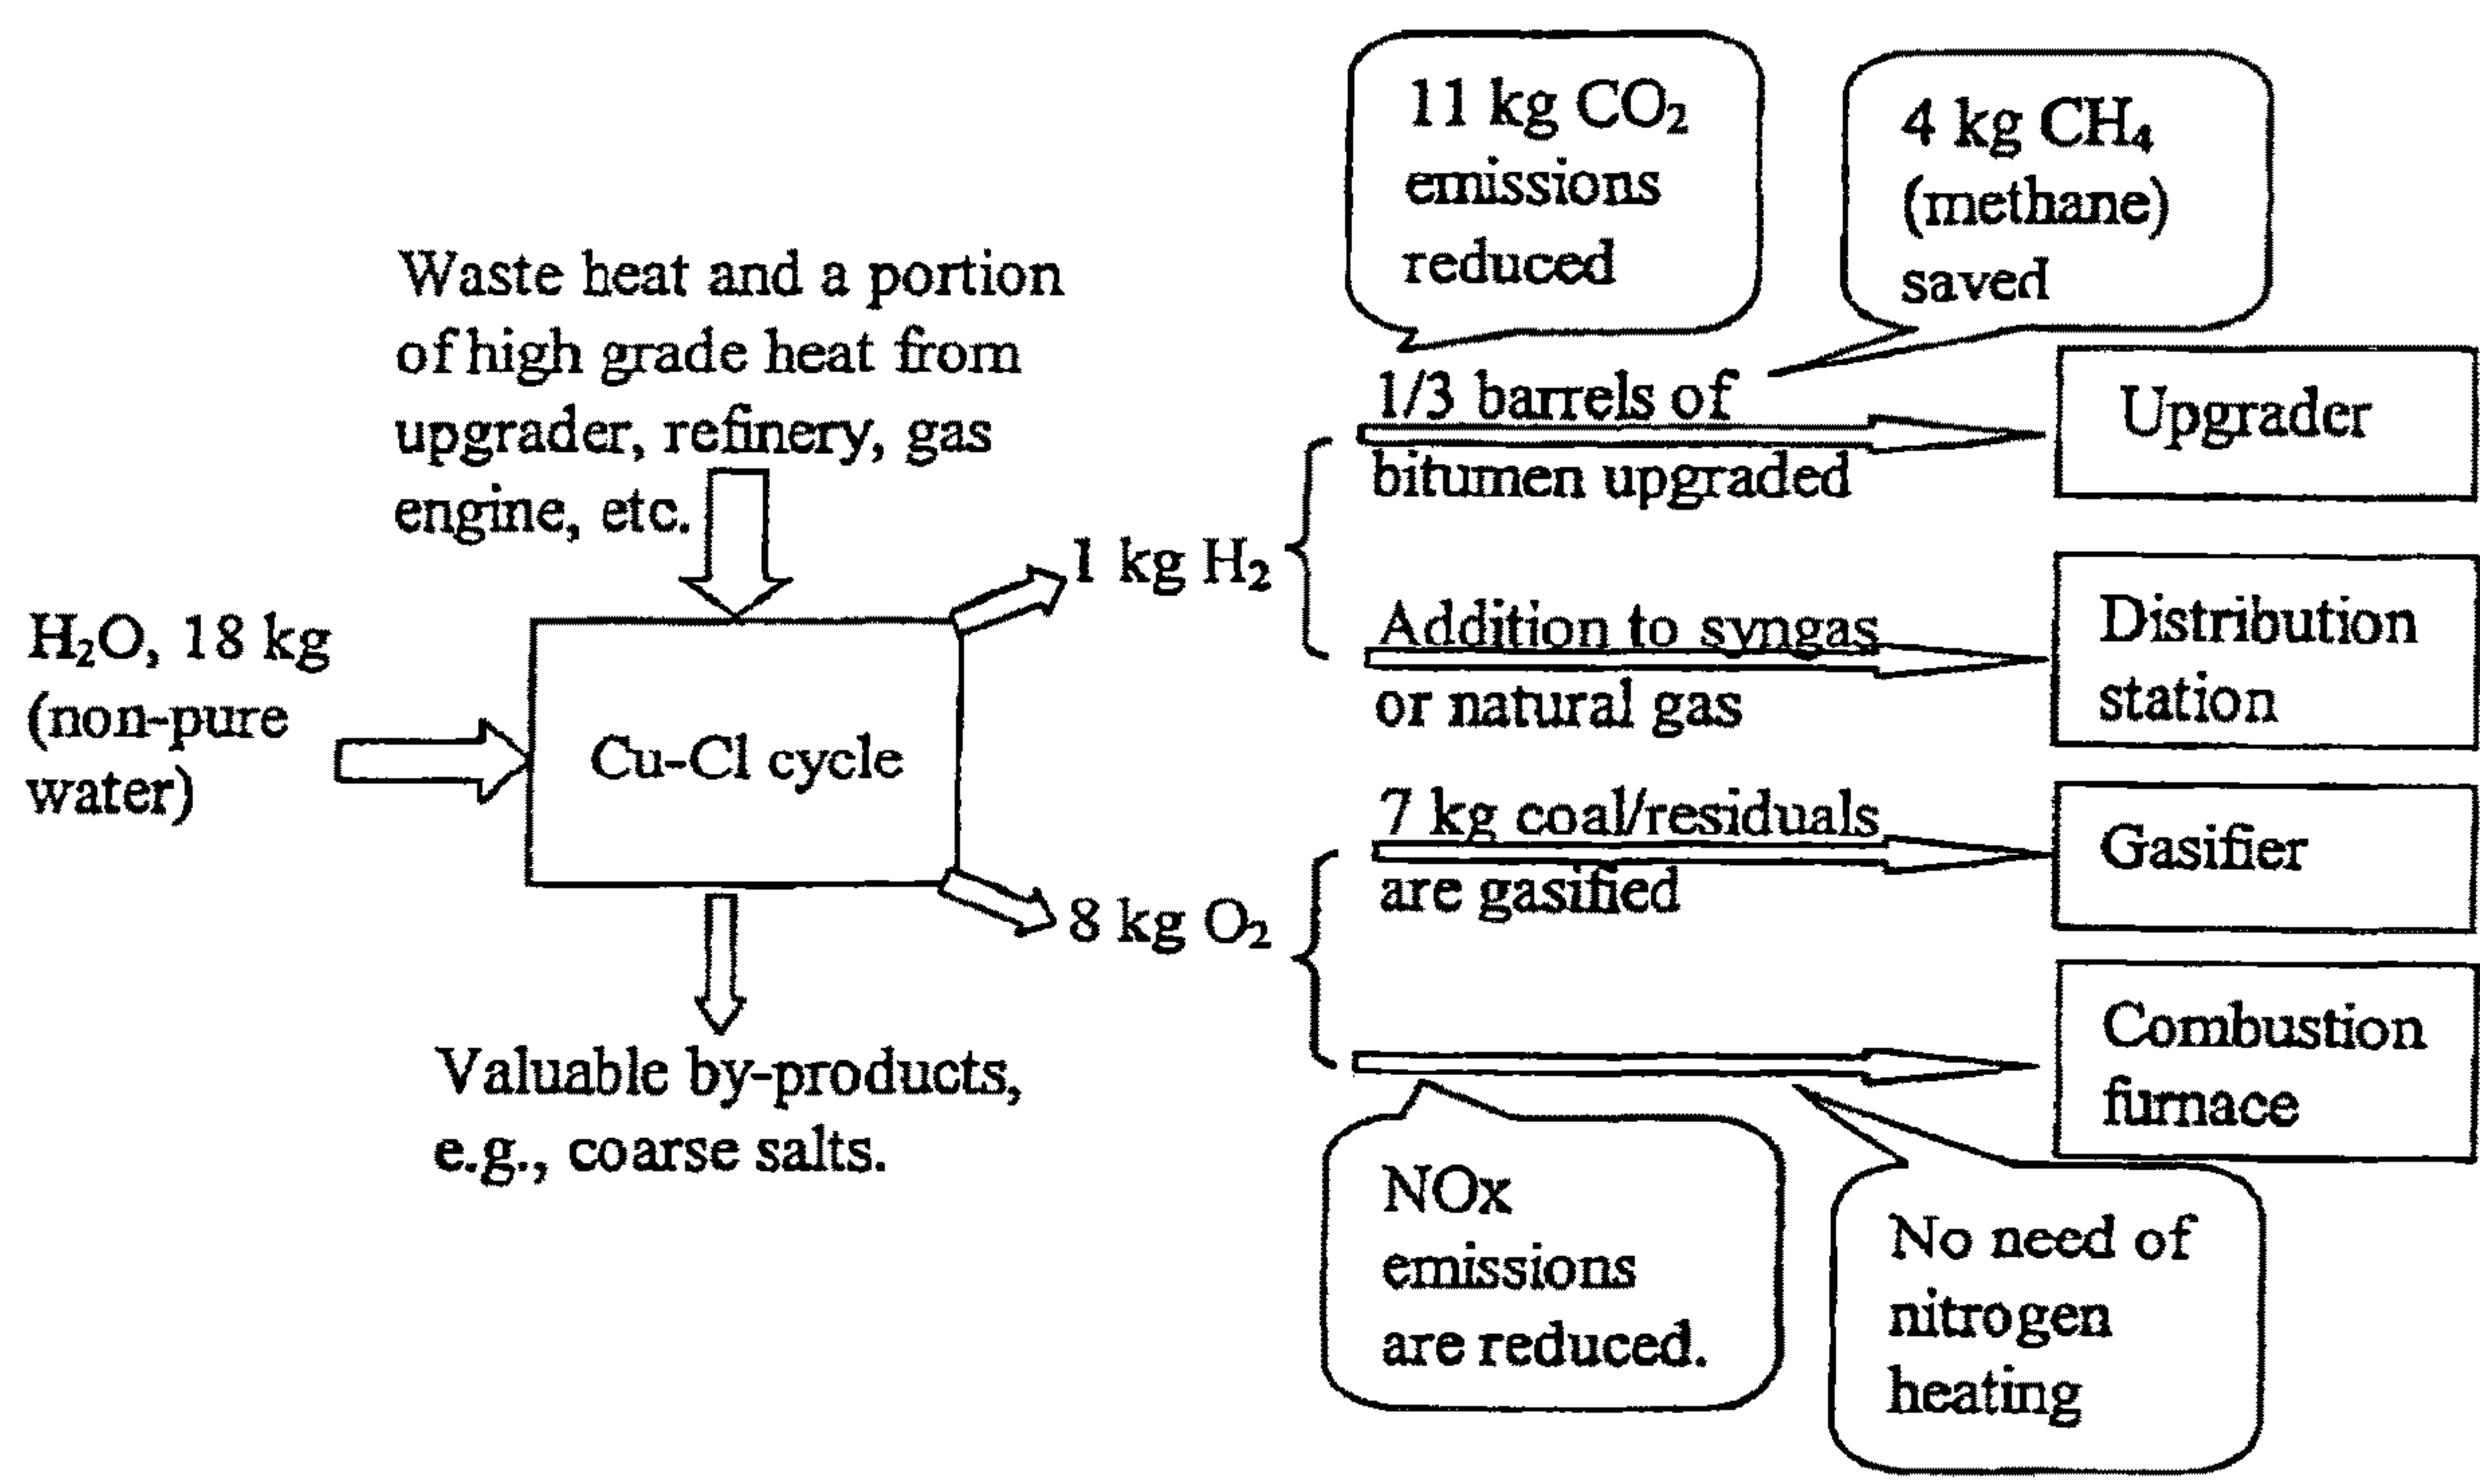 11 kg CO₂
emissions
reduced
4 kg CH₄
(methane)
saved
Waste heat and a portion
of high grade heat from
upgrader, refinery, gas
engine, etc.
1/3 barrels of
bitumen upgraded
Upgrader
1 kg H₂
H₂O, 18 kg
(non-pure
water)
Cu-Cl cycle
Addition to syngas
or natural gas
Distribution
station
7 kg coal/residuals
are gasified
Gasifier
8 kg O₂
Combustion
furnace
Valuable by-products,
e.g., coarse salts.
NOx
emissions
are reduced.
No need of
nitrogen
heating